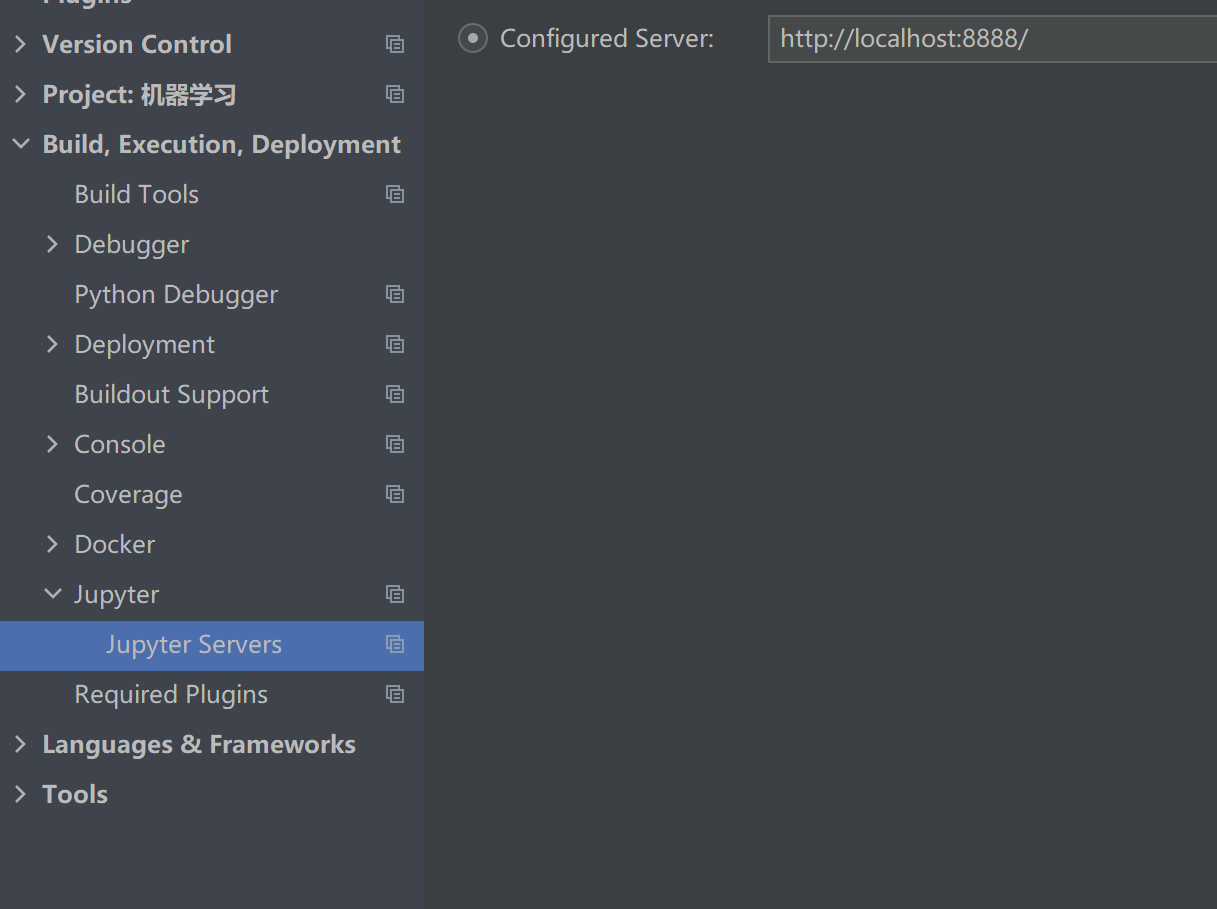 Plugins
Version Control
Project: 机器学习
Build, Execution, Deployment
Build Tools
Debugger
Python Debugger
Deployment
Buildout Support
Console
Coverage
Docker
Jupyter
Jupyter Servers
Required Plugins
Languages & Frameworks
Tools
Configured Server:
http://localhost:8888/